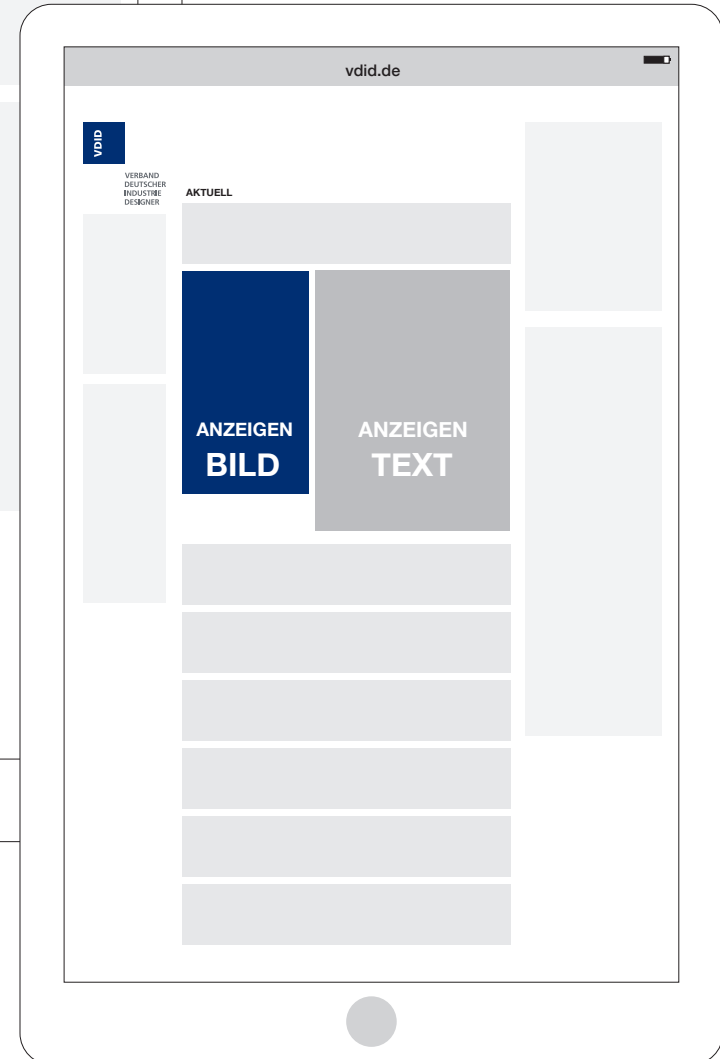 vdid.de
VDID
VERBAND
DEUTSCHER
INDUSTRIE
DESIGNER
AKTUELL
ANZEIGEN
BILD
ANZEIGEN
TEXT